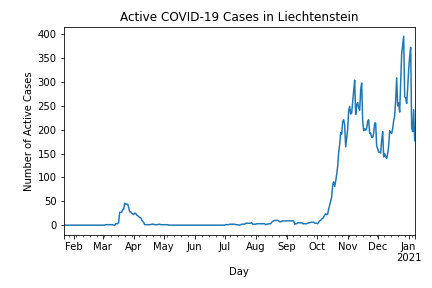 Active COVID-19 Cases in Liechtenstein
Number of Active Cases
400
350
300
250
200
150
100
50
0
Feb Mar Apr May Jun Jul Aug Sep Oct Nov Dec Jan
2021
Day